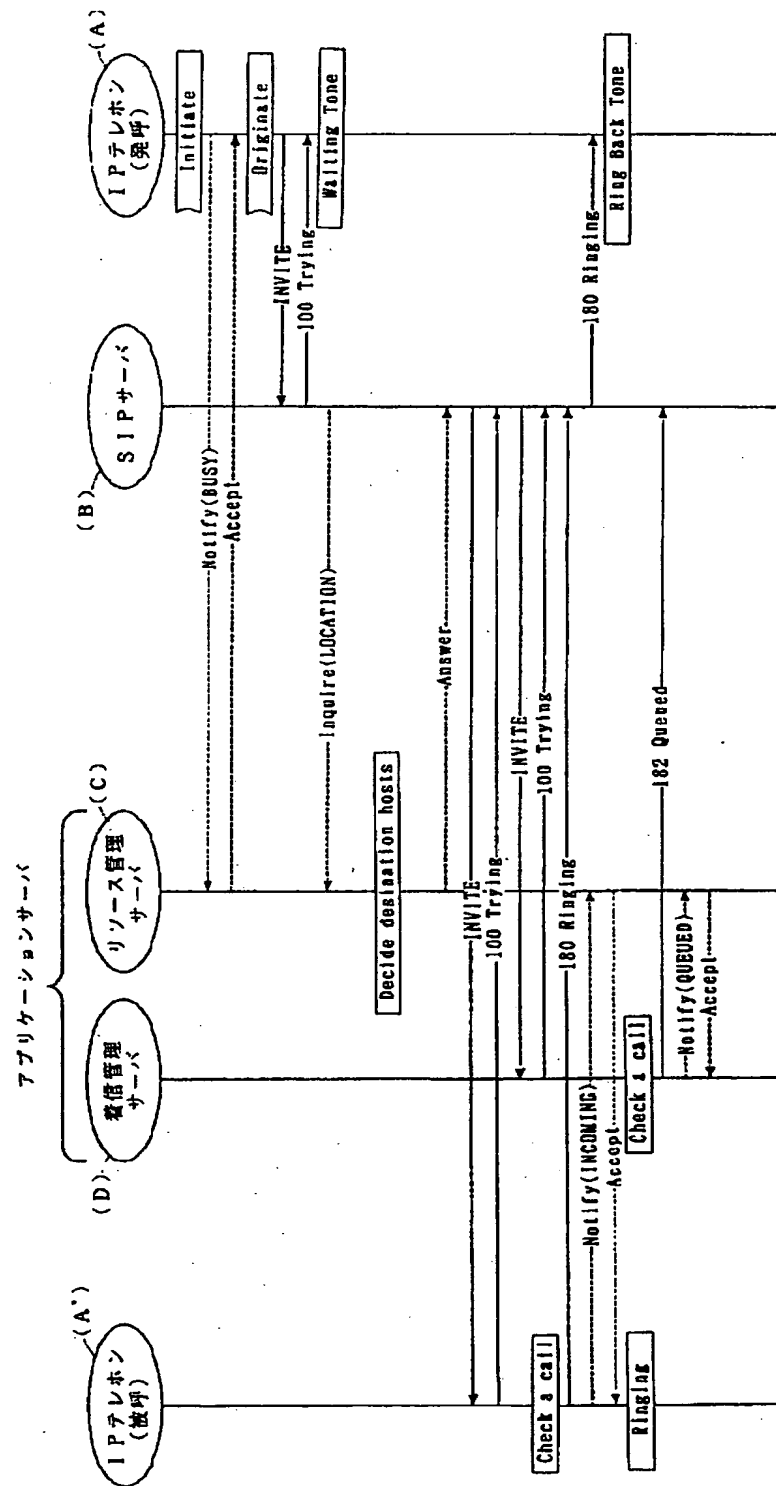 アプリケーションサーバ
(A')
IPテレホン
(被呼)
(D)
着信管理
サーバ
(C)
リソース管理
サーバ
(B)
SIPサーバ
(A)
IPテレホン
(発呼)
Initiate
Notify(BUSY)
Accept
Originate
INVITE
100 Trying
Waiting Tone
Inquire(LOCATION)
Decide desination hosts
Answer
INVITE
100 Trying
INVITE
100 Trying
Check a call
180 Ringing
Notify(INCOMING)
180 Ringing
Accept
Ringing
Ring Back Tone
Check a call
182 Queued
Notify(QUEUED)
Accept